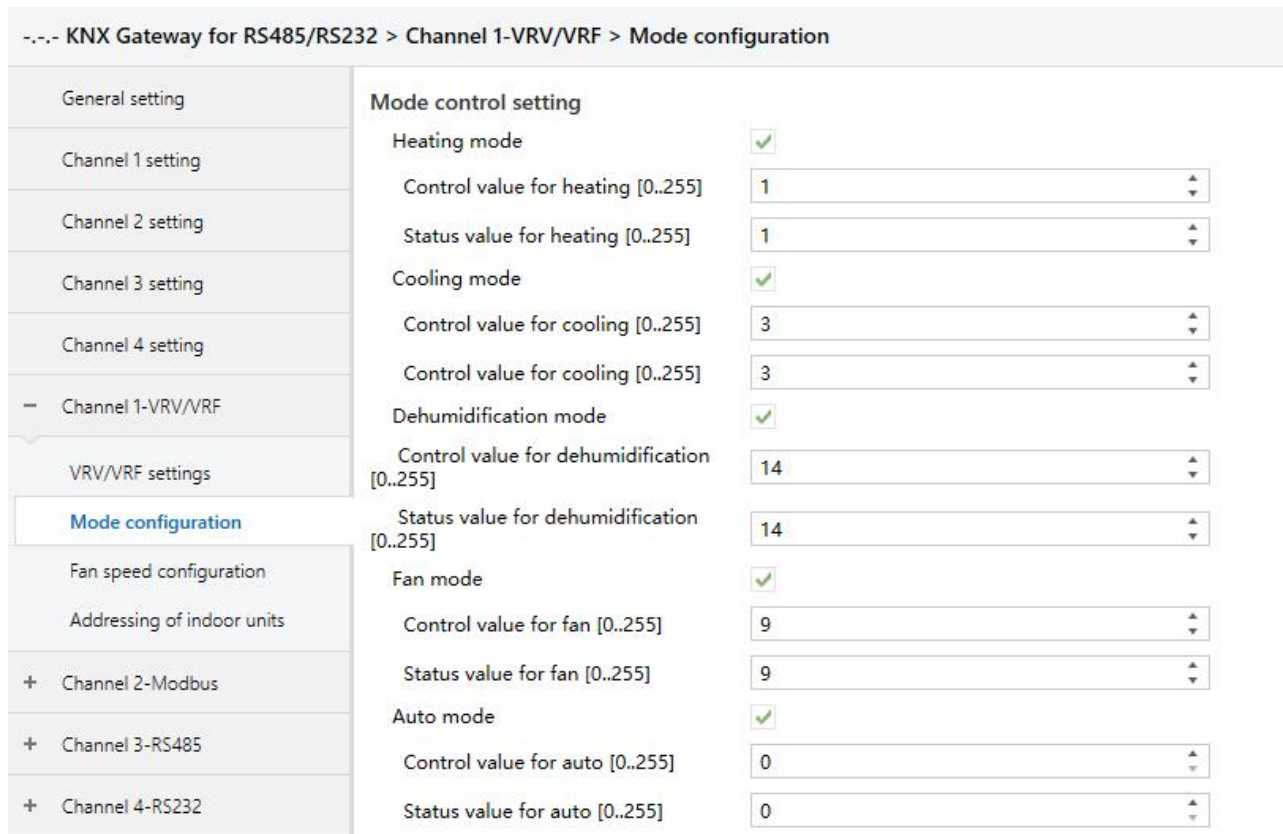 -.-.- KNX Gateway for RS485/RS232 > Channel 1-VRV/VRF > Mode configuration
General setting
Channel 1 setting
Channel 2 setting
Channel 3 setting
Channel 4 setting
− Channel 1-VRV/VRF
VRV/VRF settings
Mode configuration
Fan speed configuration
Addressing of indoor units
+ Channel 2-Modbus
+ Channel 3-RS485
+ Channel 4-RS232
Mode control setting
Heating mode
Control value for heating [0..255] 1
Status value for heating [0..255] 1
Cooling mode
Control value for cooling [0..255] 3
Control value for cooling [0..255] 3
Dehumidification mode
Control value for dehumidification
[0..255] 14
Status value for dehumidification
[0..255] 14
Fan mode
Control value for fan [0..255] 9
Status value for fan [0..255] 9
Auto mode
Control value for auto [0..255] 0
Status value for auto [0..255] 0